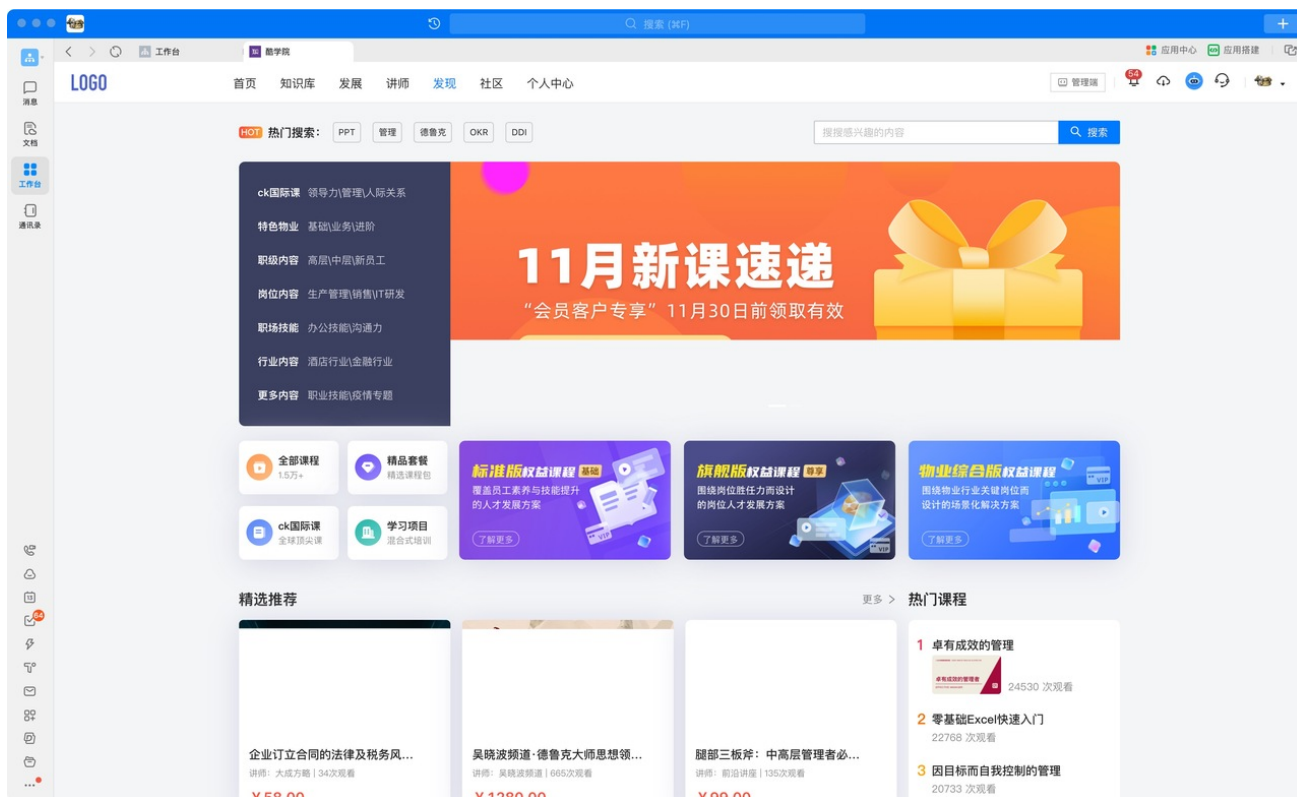 搜索 (⌘F)
工作台
酷学院
应用中心
应用搭建
消息
文档
工作台
通讯录
13
64
LOGO
首页 知识库 发展 讲师 发现 社区 个人中心
管理端
64
HOT 热门搜索: PPT 管理 德鲁克 OKR DDI
搜搜感兴趣的内容
搜索
ck国际课 领导力\管理\人际关系
特色物业 基础\业务\进阶
职级内容 高层\中层\新员工
岗位内容 生产管理\销售\IT研发
职场技能 办公技能\沟通力
行业内容 酒店行业\金融行业
更多内容 职业技能\疫情专题
11月新课速递
“会员客户专享” 11月30日前领取有效
全部课程
1.5万+
精品套餐
精选课程包
ck国际课
全球顶尖课
学习项目
混合式培训
标准版权益课程 基础
覆盖员工素养与技能提升
的人才发展方案
了解更多
VIP
旗舰版权益课程 尊享
围绕岗位胜任力而设计
的岗位人才发展方案
了解更多
VIP
物业综合版权益课程
围绕物业行业关键岗位而
设计的场景化解决方案
了解更多
VIP
精选推荐
更多 >
企业订立合同的法律及税务风...
讲师: 大成方略 | 34次观看
¥58.00
吴晓波频道·德鲁克大师思想领...
讲师: 吴晓波频道 | 665次观看
¥1280.00
腿部三板斧: 中高层管理者必...
讲师: 前沿讲座 | 135次观看
¥99.00
热门课程
1 卓有成效的管理
卓有成效的管理者
24530 次观看
2 零基础Excel快速入门
22768 次观看
3 因目标而自我控制的管理
20733 次观看